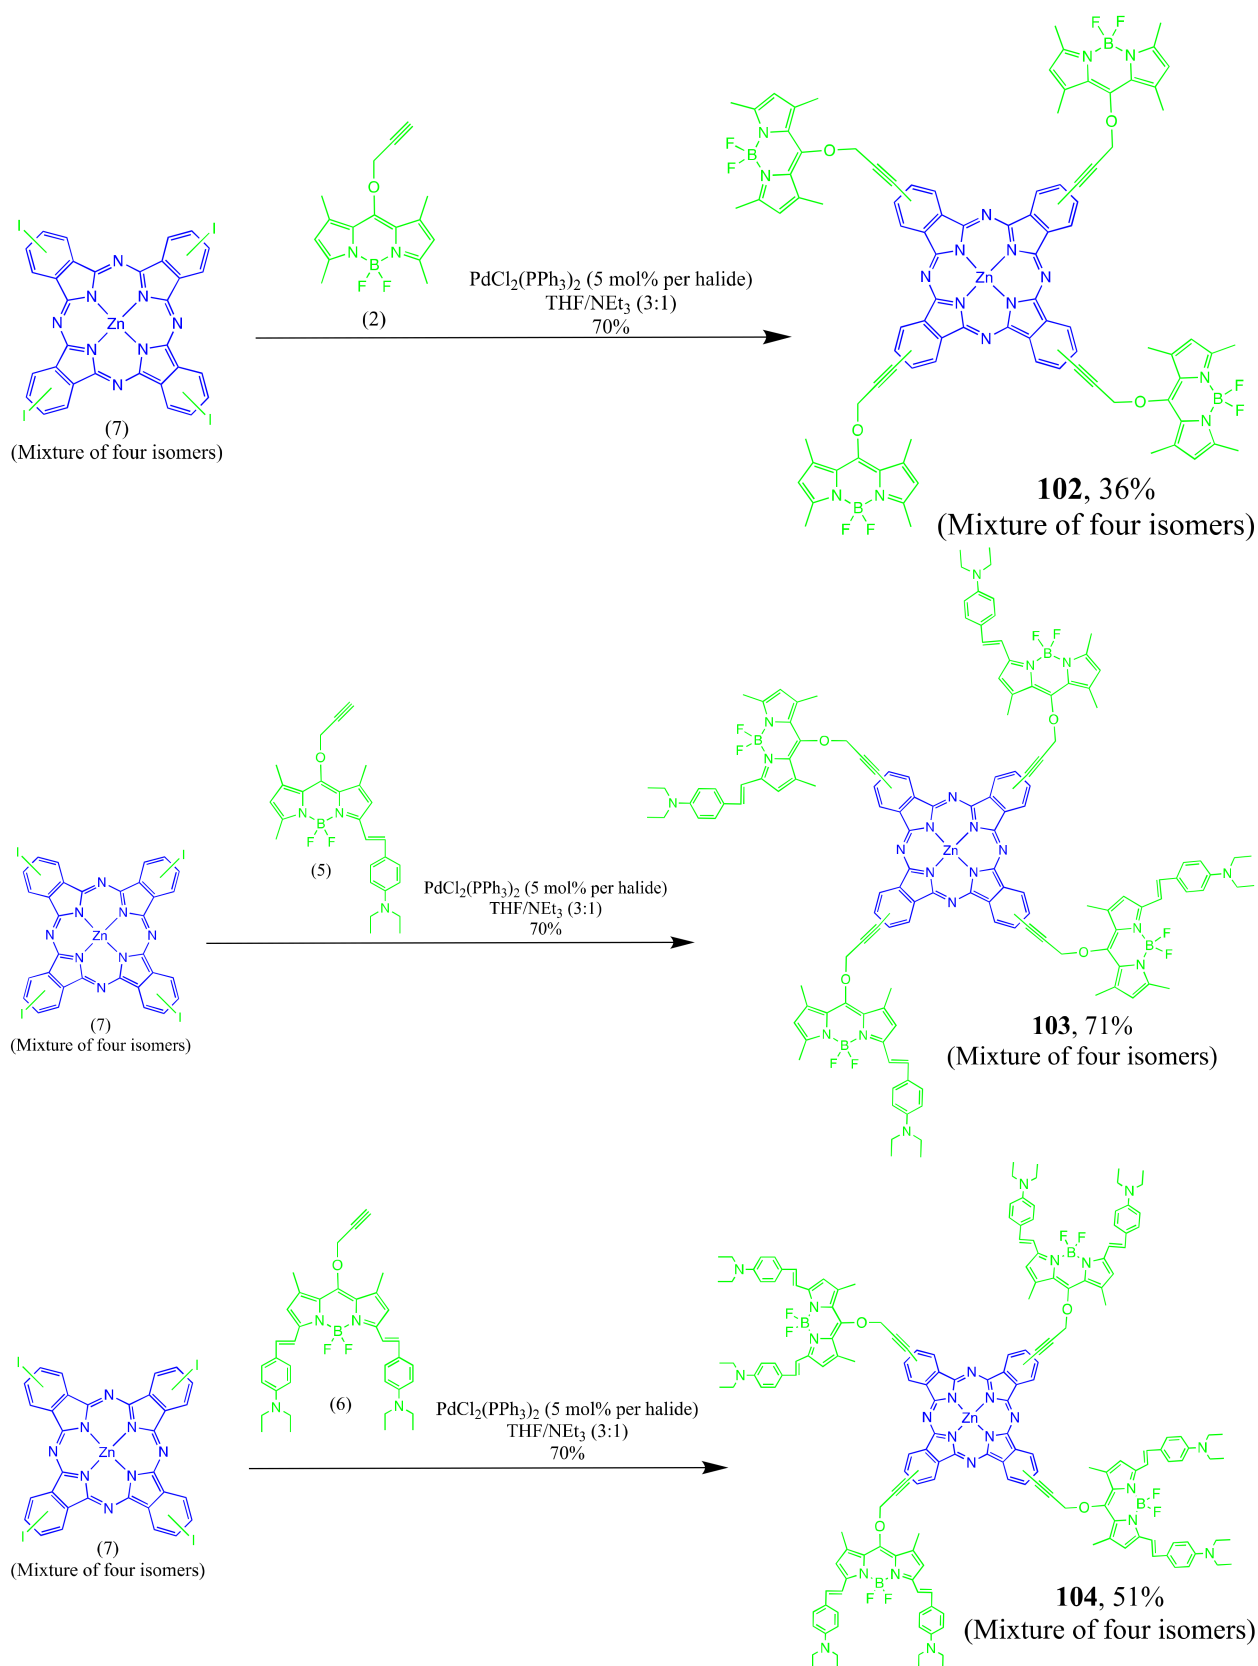 (2)
PdCl2(PPh3)2 (5 mol% per halide)
THF/NEt3 (3:1)
70%
(7)
(Mixture of four isomers)
102, 36%
(Mixture of four isomers)
(5)
PdCl2(PPh3)2 (5 mol% per halide)
THF/NEt3 (3:1)
70%
(7)
(Mixture of four isomers)
103, 71%
(Mixture of four isomers)
(6)
PdCl2(PPh3)2 (5 mol% per halide)
THF/NEt3 (3:1)
70%
(7)
(Mixture of four isomers)
104, 51%
(Mixture of four isomers)